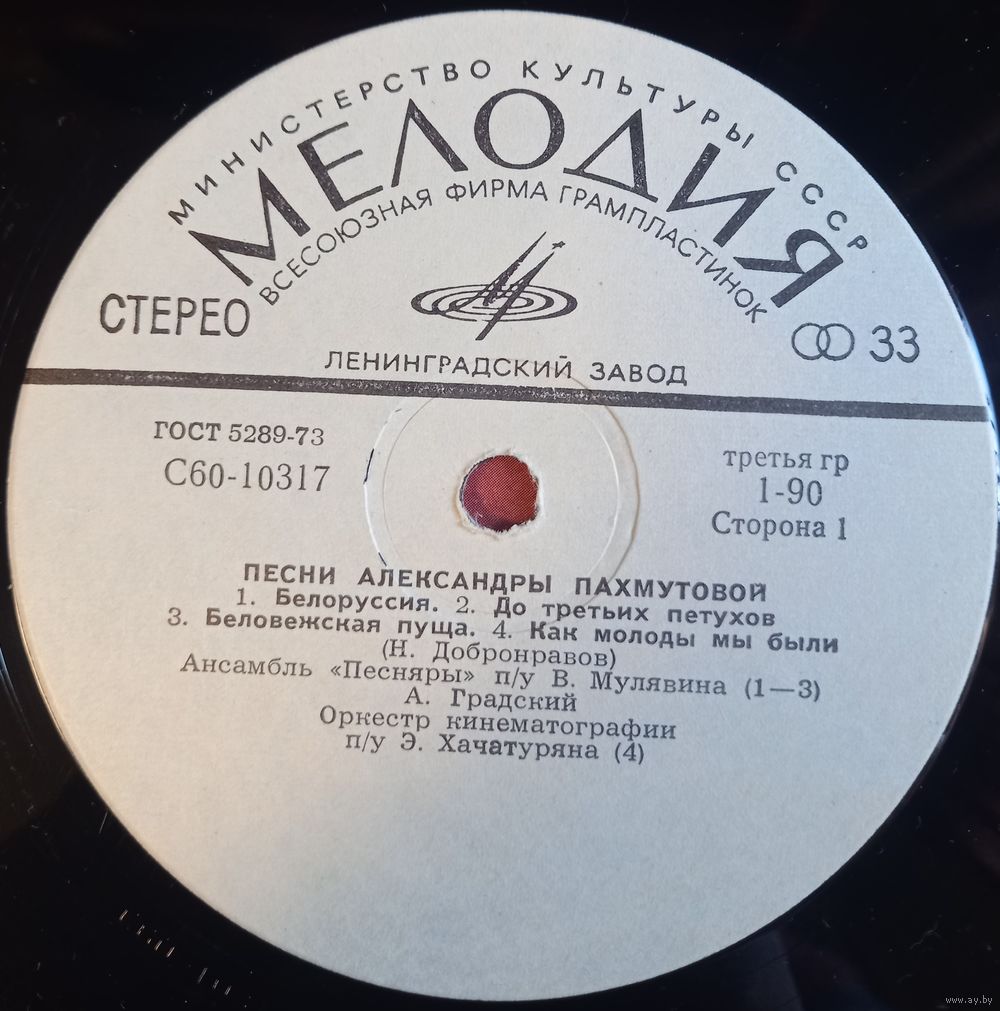 МИНИСТЕРСТВО КУЛЬТУРЫ СССР
МЕЛОДИЯ
ВСЕСОЮЗНАЯ ФИРМА ГРАМПЛАСТИНОК
СТЕРЕО
33
ЛЕНИНГРАДСКИЙ ЗАВОД
ГОСТ 5289-73
С60-10317
третья гр
1-90
Сторона 1
ПЕСНИ АЛЕКСАНДРЫ ПАХМУТОВОЙ
1. Белоруссия. 2. До третьих петухов
3. Беловежская пуща. 4. Как молоды мы были
(Н. Добронравов)
Ансамбль «Песняры» п/у В. Мулявина (1—3)
А. Градский
Оркестр кинематографии
п/у Э. Хачатуряна (4)
www.ay.by